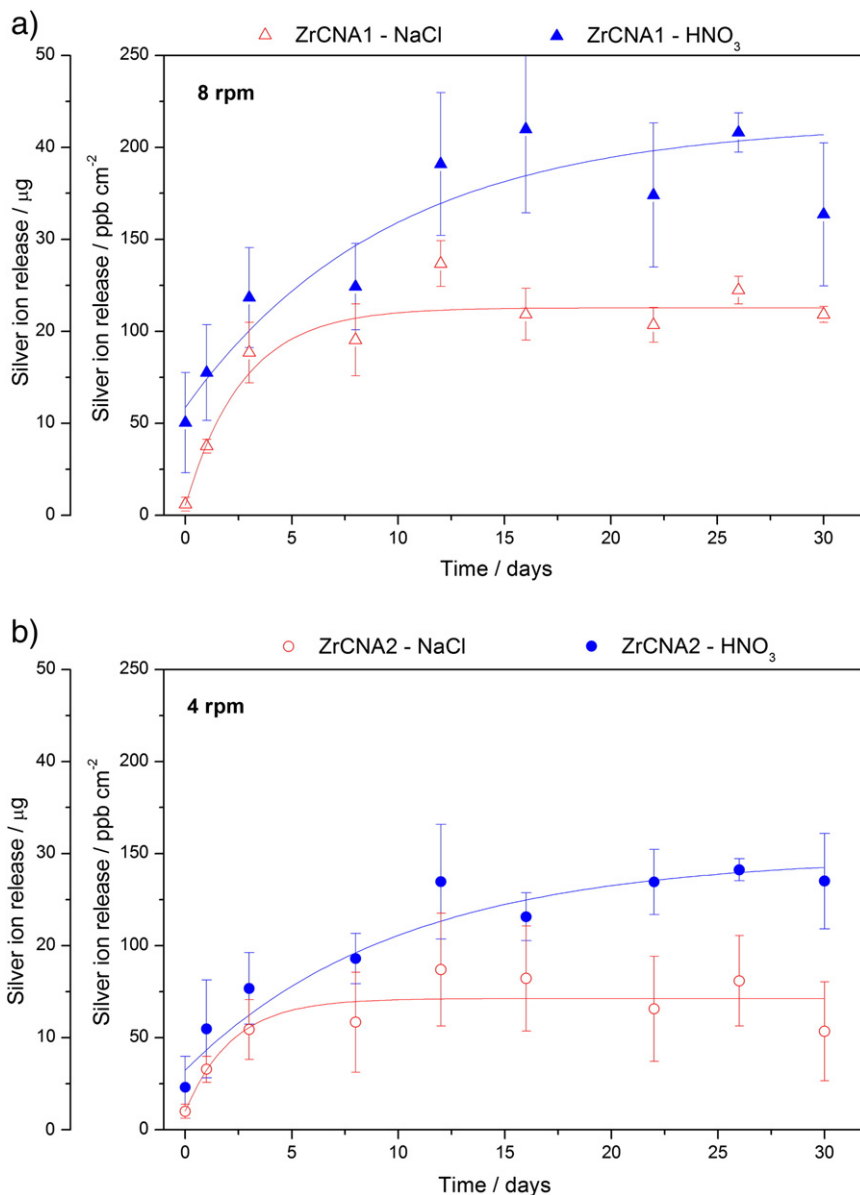 a)
ZrCNA1 - NaCl
ZrCNA1 - HNO3
50
250
8 rpm
40
200
30
150
20
100
10
50
0
0
Silver ion release / μg
Silver ion release / ppb cm-2
0 5 10 15 20 25 30
Time / days
b)
ZrCNA2 - NaCl
ZrCNA2 - HNO3
50
250
4 rpm
40
200
30
150
20
100
10
50
0
0
Silver ion release / μg
Silver ion release / ppb cm-2
0 5 10 15 20 25 30
Time / days